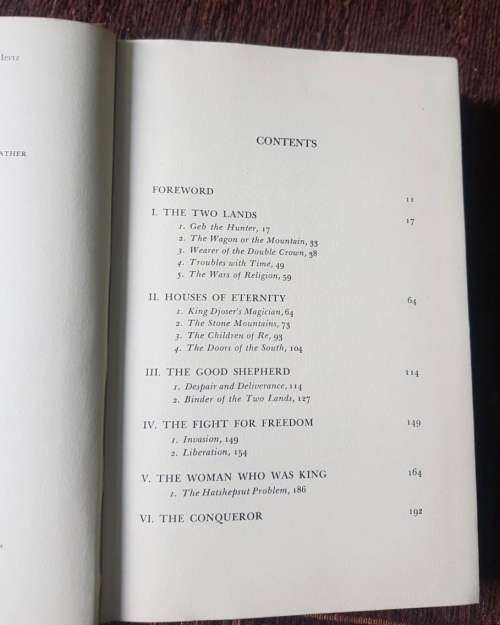 ATHER
CONTENTS
FOREWORD 11
I. THE TWO LANDS 17
1. Geb the Hunter, 17
2. The Wagon or the Mountain, 33
3. Wearer of the Double Crown, 38
4. Troubles with Time, 49
5. The Wars of Religion, 59
II. HOUSES OF ETERNITY 64
1. King Djoser's Magician, 64
2. The Stone Mountains, 73
3. The Children of Re, 93
4. The Doors of the South, 104
III. THE GOOD SHEPHERD 114
1. Despair and Deliverance, 114
2. Binder of the Two Lands, 127
IV. THE FIGHT FOR FREEDOM 149
1. Invasion, 149
2. Liberation, 154
V. THE WOMAN WHO WAS KING 164
1. The Hatshepsut Problem, 186
VI. THE CONQUEROR 192